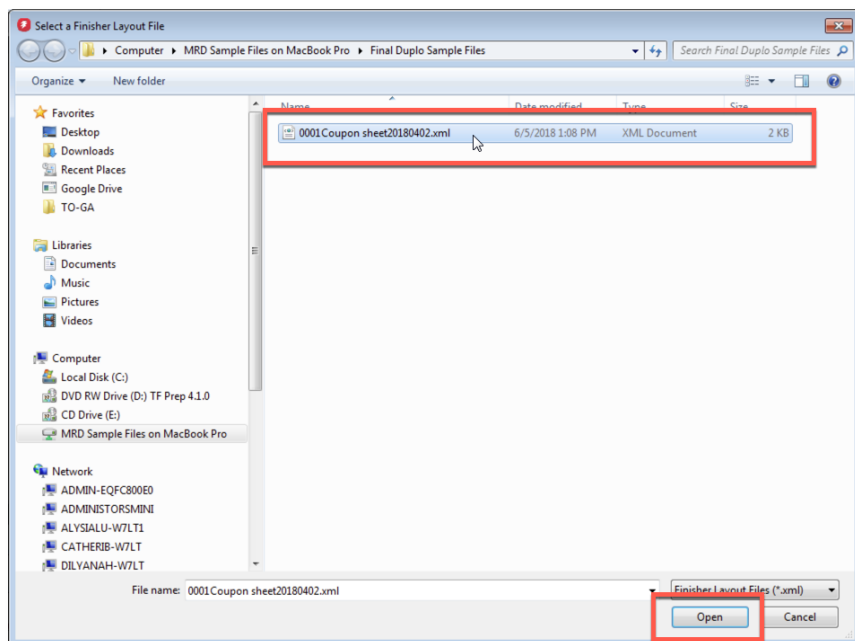 Select a Finisher Layout File
Computer MRD Sample Files on MacBook Pro Final Duplo Sample Files Search Final Duplo Sample Files
Organize New folder
Name Date modified Type Size
0001Coupon sheet20180402.xml 6/5/2018 1:08 PM XML Document 2 KB
Favorites
Desktop
Downloads
Recent Places
Google Drive
TO-GA
Libraries
Documents
Music
Pictures
Videos
Computer
Local Disk (C:)
DVD RW Drive (D:) TF Prep 4.1.0
CD Drive (E:)
MRD Sample Files on MacBook Pro
Network
ADMIN-EQFC800E0
ADMINISTORSMINI
ALYSIALU-W7LT1
CATHERIB-W7LT
DILYANAH-W7LT
File name: 0001Coupon sheet20180402.xml Finisher Layout Files (*.xml)
Open Cancel